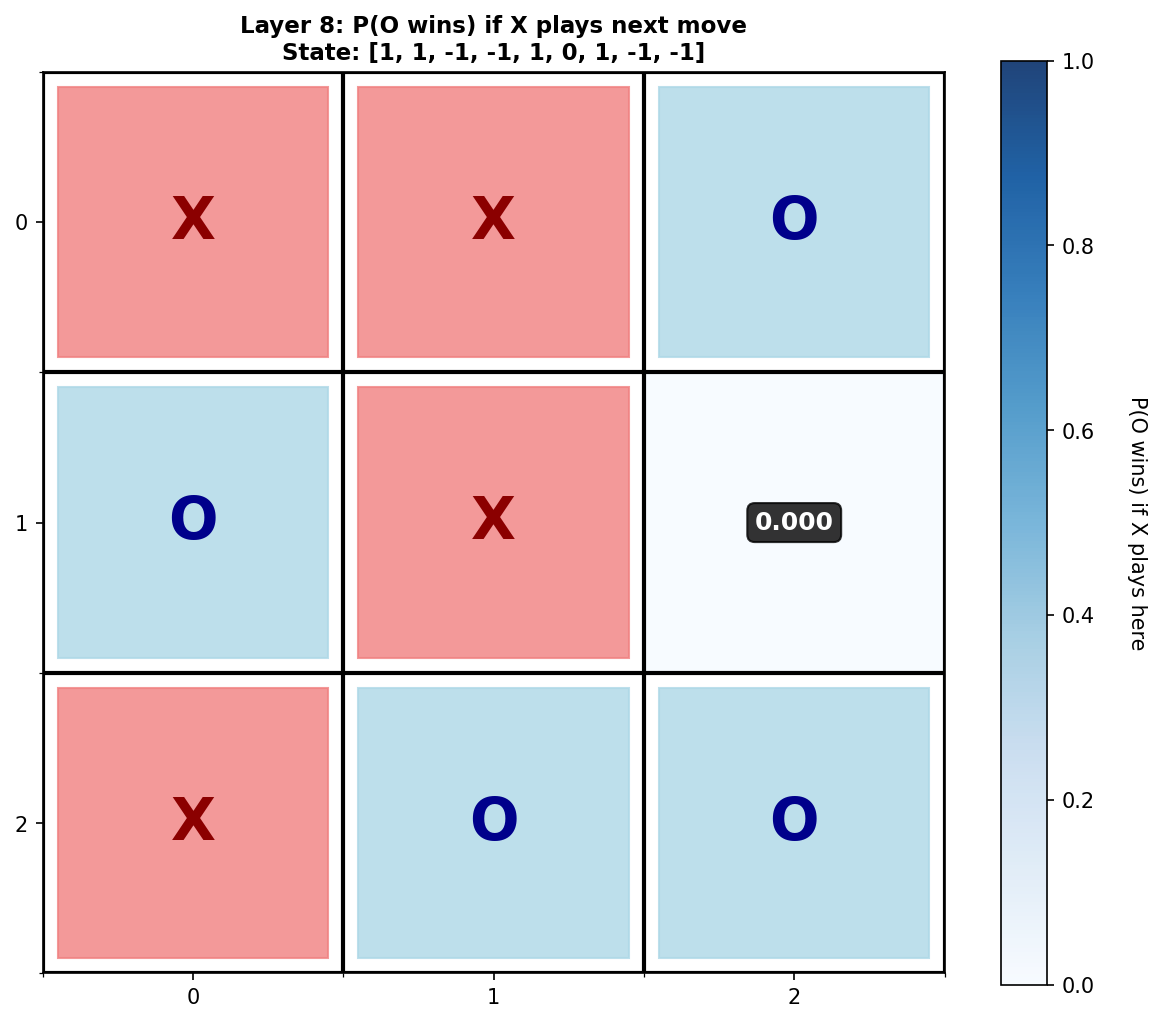 Layer 8: P(O wins) if X plays next move
State: [1, 1, -1, -1, 1, 0, 1, -1, -1]
X X O
O X 0.000
X O O
0
1
2
0 1 2
1.0
0.8
0.6
0.4
0.2
0.0
P(O wins) if X plays here